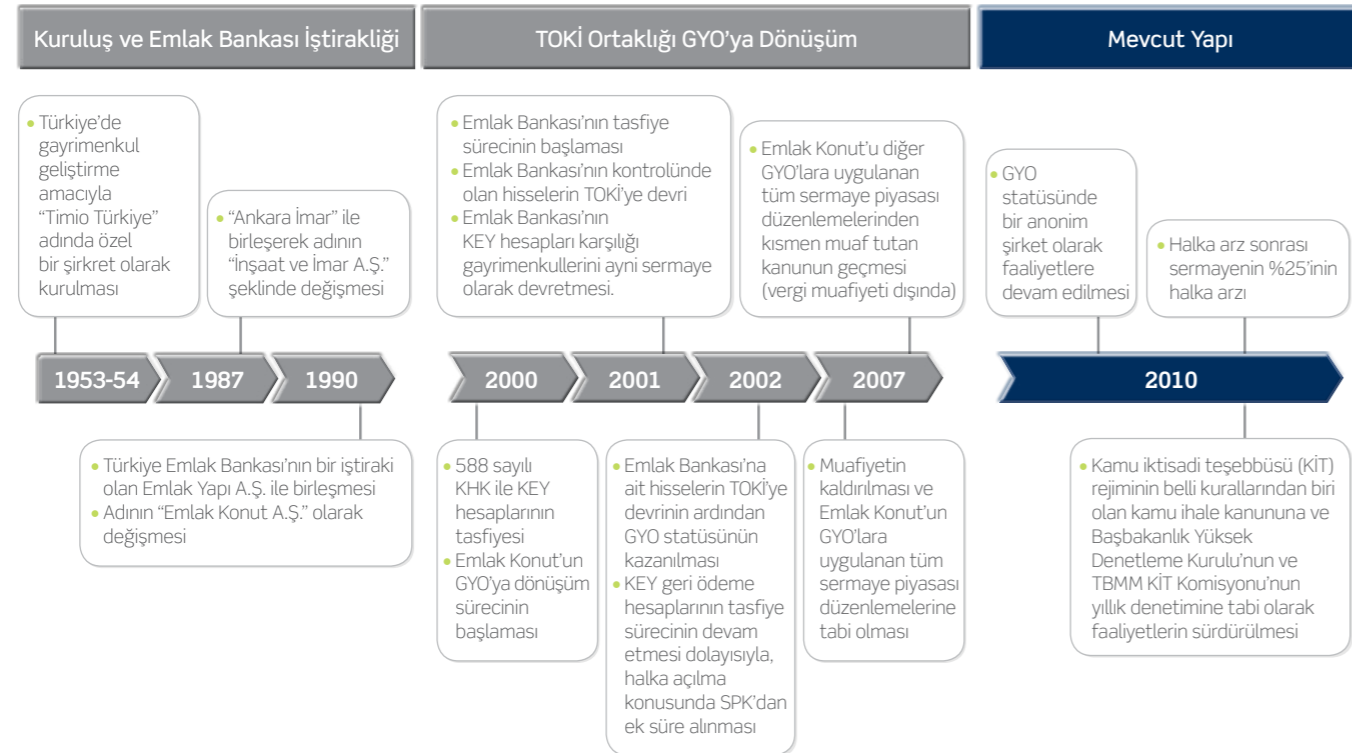 Kuruluş ve Emlak Bankası İştirakliği
TOKİ Ortaklığı GYO’ya Dönüşüm
Mevcut Yapı
• Türkiye’de
gayrimenkul
geliştirme
amacıyla
“Timio Türkiye”
adında özel
bir şirkret olarak
kurulması
• “Ankara İmar” ile
birleşerek adının
“İnşaat ve İmar A.Ş.”
şeklinde değişmesi
• Emlak Bankası’nın tasfiye
sürecinin başlaması
• Emlak Bankası’nın kontrolünde
olan hisselerin TOKİ’ye devri
• Emlak Bankası’nın
KEY hesapları karşılığı
gayrimenkullerini ayni sermaye
olarak devretmesi.
• Emlak Konut’u diğer
GYO’lara uygulanan
tüm sermaye piyasası
düzenlemelerinden
kısmen muaf tutan
kanunun geçmesi
(vergi muafiyeti dışında)
• GYO
statüsünde
bir anonim
şirket olarak
faaliyetlere
devam edilmesi
• Halka arz sonrası
sermayenin %25’inin
halka arzı
1953-54
1987
1990
2000
2001
2002
2007
2010
• Türkiye Emlak Bankası’nın bir iştiraki
olan Emlak Yapı A.Ş. ile birleşmesi
• Adının “Emlak Konut A.Ş.” olarak
değişmesi
• 588 sayılı
KHK ile KEY
hesaplarının
tasfiyesi
• Emlak Konut’un
GYO’ya dönüşüm
sürecinin
başlaması
• Emlak Bankası’na
ait hisselerin TOKİ’ye
devrinin ardından
GYO statüsünün
kazanılması
• KEY geri ödeme
hesaplarının tasfiye
sürecinin devam
etmesi dolayısıyla,
halka açılma
konusunda SPK’dan
ek süre alınması
• Muafiyetin
kaldırılması ve
Emlak Konut’un
GYO’lara
uygulanan tüm
sermaye piyasası
düzenlemelerine
tabi olması
• Kamu iktisadi teşebbüsü (KİT)
rejiminin belli kurallarından biri
olan kamu ihale kanununa ve
Başbakanlık Yüksek
Denetleme Kurulu’nun ve
TBMM KİT Komisyonu’nun
yıllık denetimine tabi olarak
faaliyetlerin sürdürülmesi